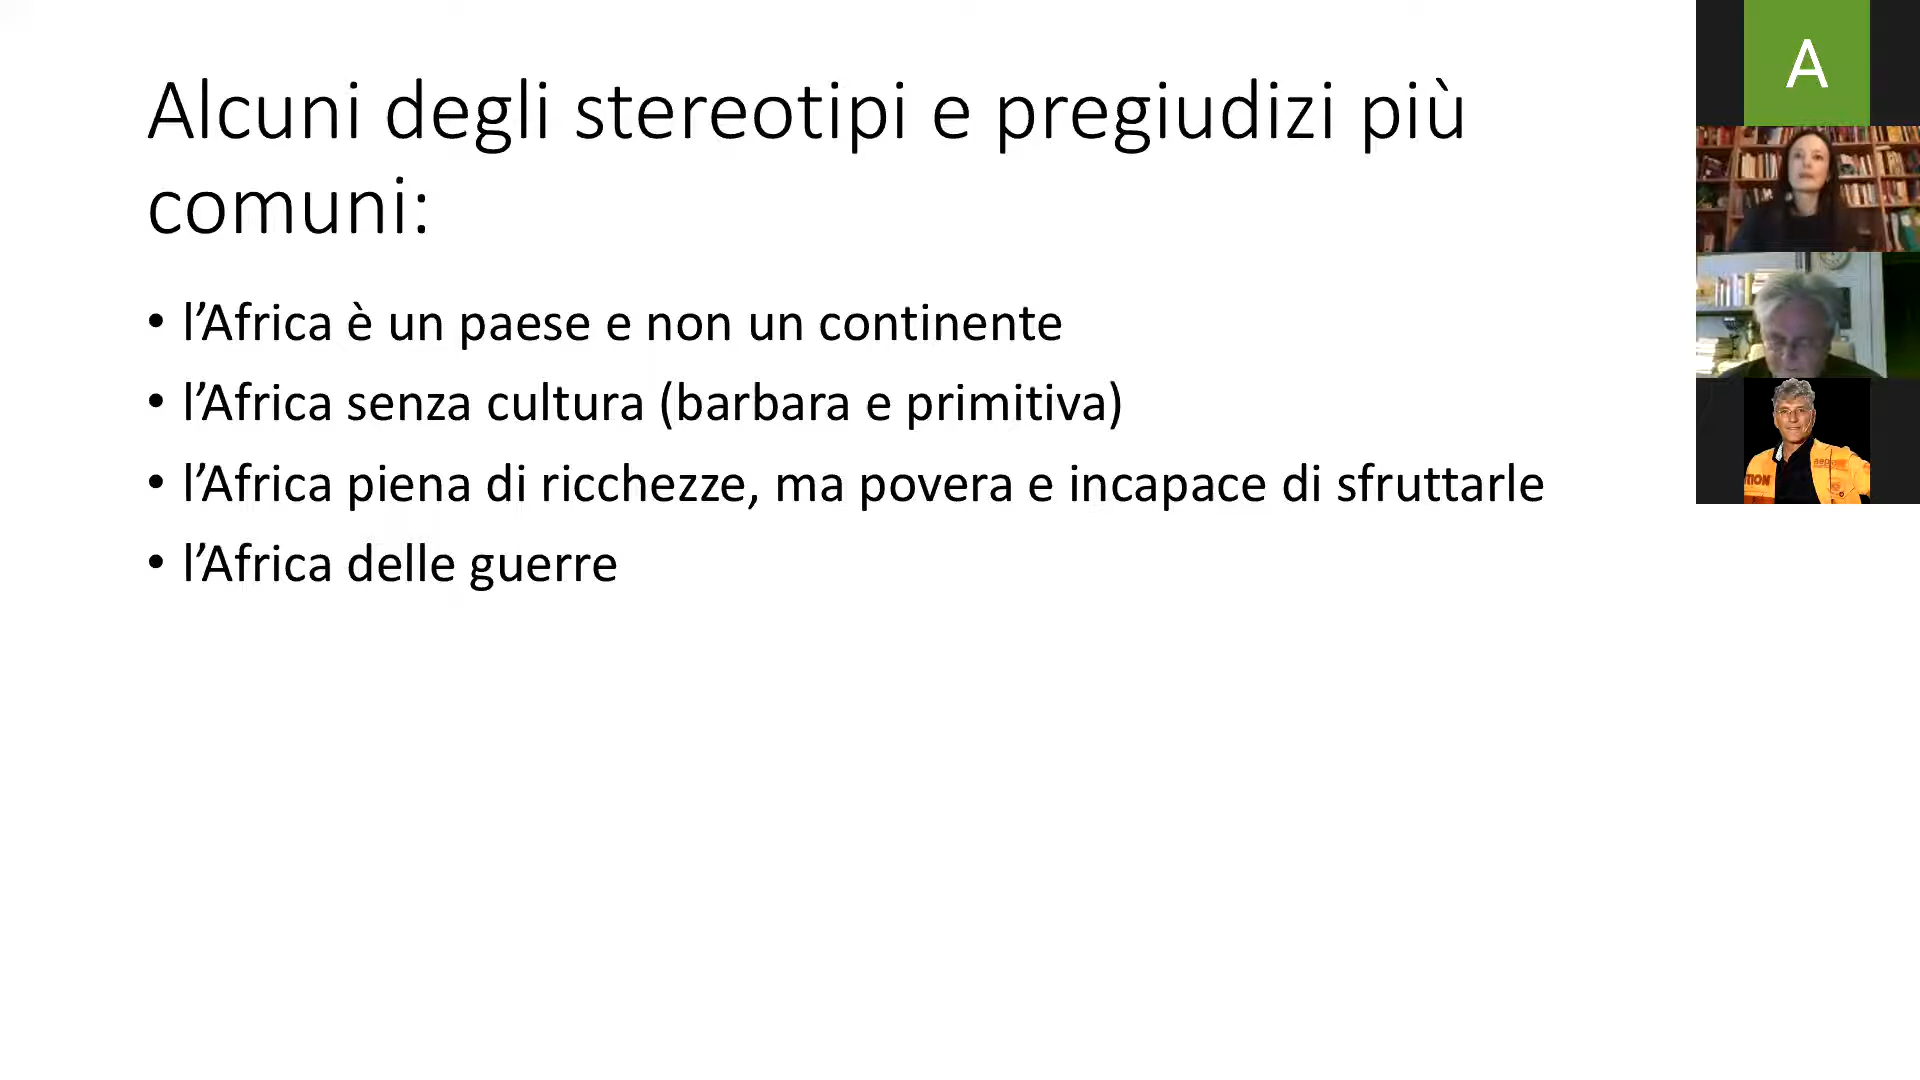 Alcuni degli stereotipi e pregiudizi più
comuni:
• l’Africa è un paese e non un continente
• l’Africa senza cultura (barbara e primitiva)
• l’Africa piena di ricchezze, ma povera e incapace di sfruttarle
• l’Africa delle guerre
A
TION